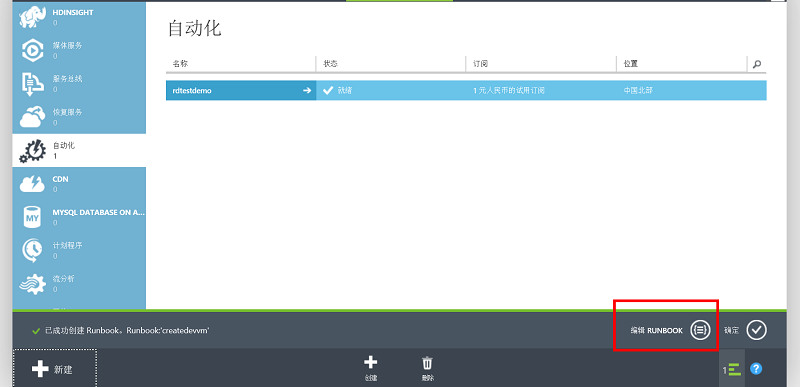 HDINSIGHT
0
媒体服务
0
服务总线
0
恢复服务
0
自动化
1
CDN
0
MY
MYSQL DATABASE ON A...
0
计划程序
0
流分析
0
自动化
名称 状态 订阅 位置
rdtestdemo 就绪 1 元人民币的试用订阅 中国北部
已成功创建 Runbook。Runbook:'createdevvm'
编辑 RUNBOOK 确定
新建 创建 删除 1 ?